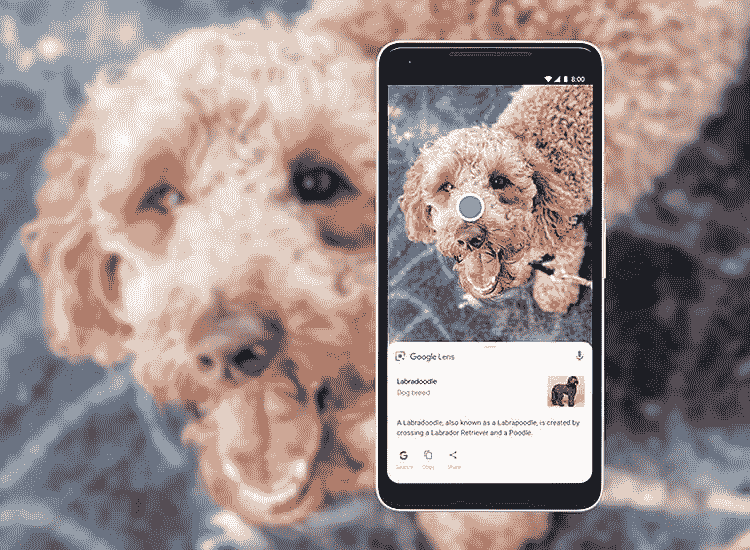 8:00
Google Lens
Labradoodle
Dog breed
A Labradoodle, also known as a Labrapoodle, is created by
crossing a Labrador Retriever and a Poodle.
Search Copy Share